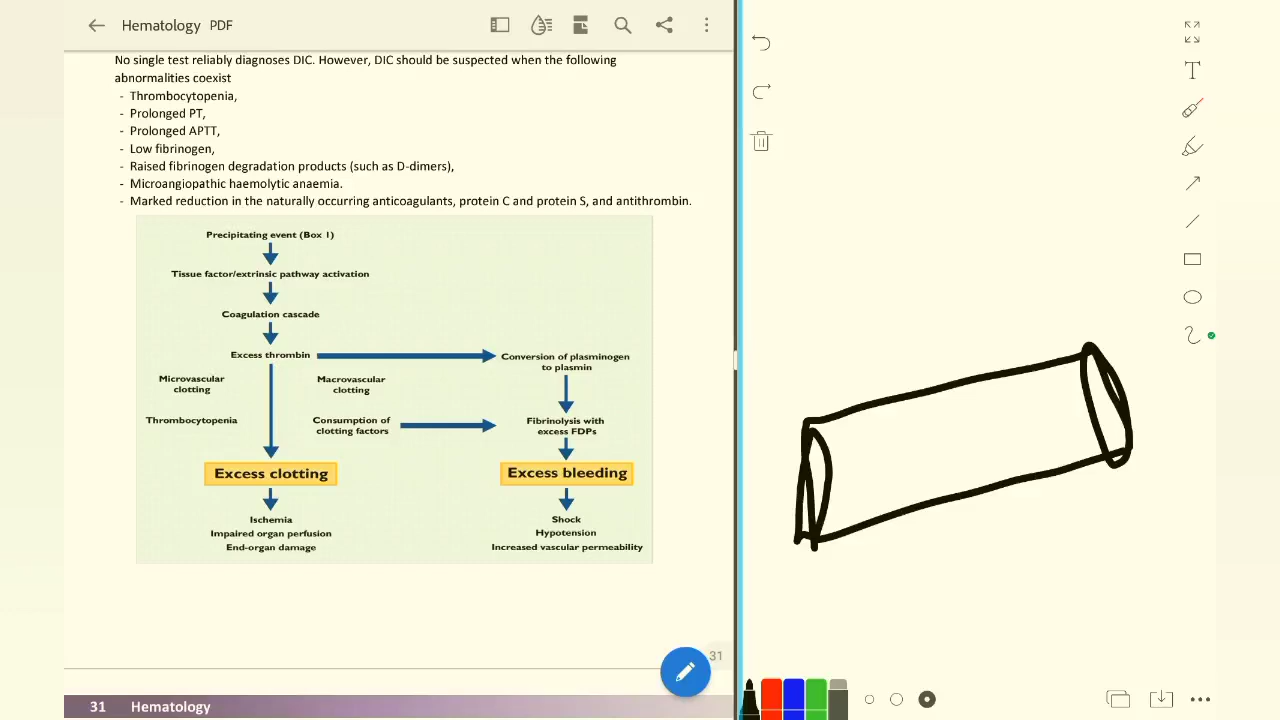 Hematology PDF
No single test reliably diagnoses DIC. However, DIC should be suspected when the following
abnormalities coexist
- Thrombocytopenia,
- Prolonged PT,
- Prolonged APTT,
- Low fibrinogen,
- Raised fibrinogen degradation products (such as D-dimers),
- Microangiopathic haemolytic anaemia.
- Marked reduction in the naturally occurring anticoagulants, protein C and protein S, and antithrombin.
Precipitating event (Box 1)
Tissue factor/extrinsic pathway activation
Coagulation cascade
Excess thrombin
Conversion of plasminogen
to plasmin
Microvascular
clotting
Macrovascular
clotting
Thrombocytopenia
Consumption of
clotting factors
Fibrinolysis with
excess FDPs
Excess clotting
Excess bleeding
Ischemia
Impaired organ perfusion
End-organ damage
Shock
Hypotension
Increased vascular permeability
31
31 Hematology
T